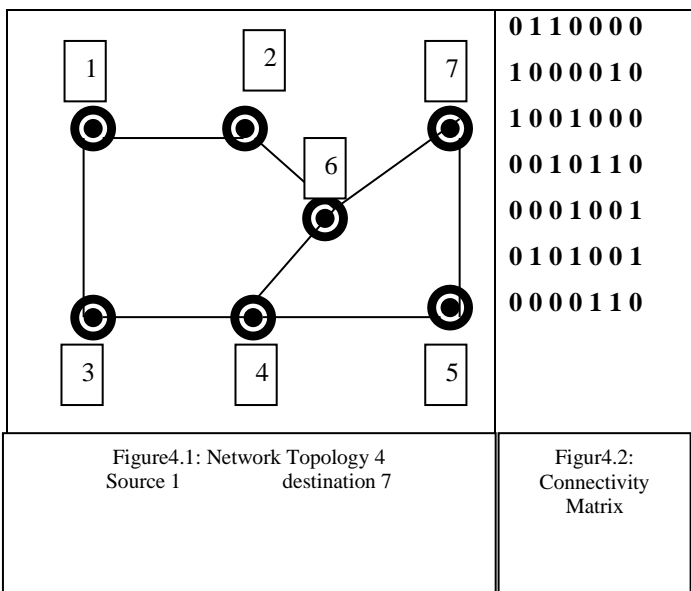 1
2
7
6
3
4
5
0 1 1 0 0 0 0
1 0 0 0 0 1 0
1 0 0 1 0 0 0
0 0 1 0 1 1 0
0 0 0 1 0 0 1
0 1 0 1 0 0 1
0 0 0 0 1 1 0
Figure4.1: Network Topology 4
Source 1 destination 7
Figur4.2:
Connectivity
Matrix